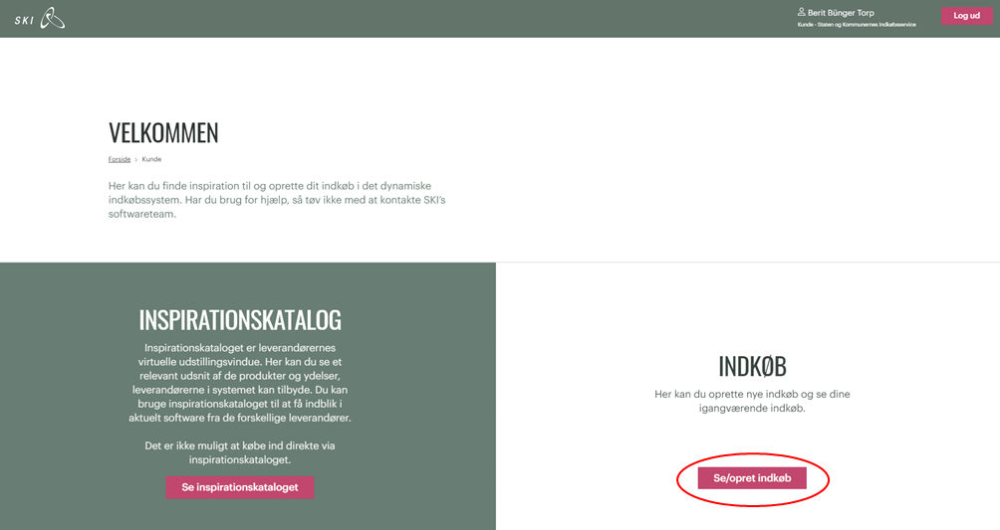 SKI
Berit Bünger Torp
Kunde - Staten og Kommunernes Indkøbsservice
Log ud
VELKOMMEN
Forside > Kunde
Her kan du finde inspiration til og oprette dit indkøb i det dynamiske
indkøbssystem. Har du brug for hjælp, så tøv ikke med at kontakte SKI's
softwareteam.
INSPIRATIONSKATALOG
Inspirationskataloget er leverandørernes
virtuelle udstillingsvindue. Her kan du se et
relevant udsnit af de produkter og ydelser,
leverandørerne i systemet kan tilbyde. Du kan
bruge inspirationskataloget til at få indblik i
aktuelt software fra de forskellige leverandører.
Det er ikke muligt at købe ind direkte via
inspirationskataloget.
Se inspirationskataloget
INDKØB
Her kan du oprette nye indkøb og se dine
igangværende indkøb.
Se/opret indkøb